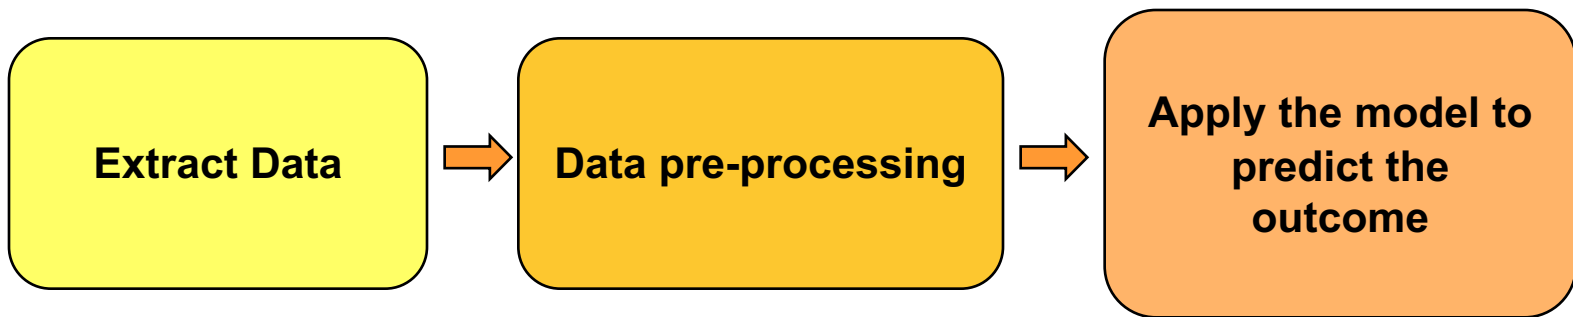 Extract Data
Data pre-processing
Apply the model to
predict the
outcome